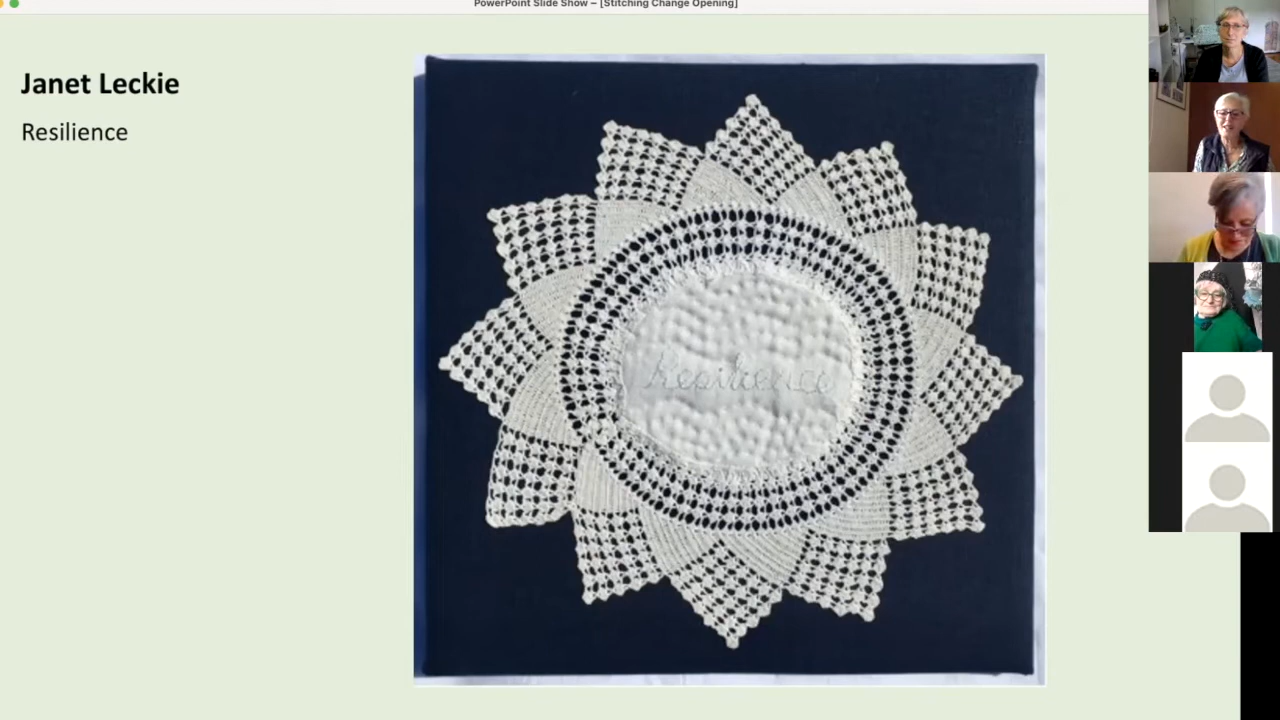 PowerPoint Slide Show – [Stitching Change Opening]
Janet Leckie
Resilience
Resilience